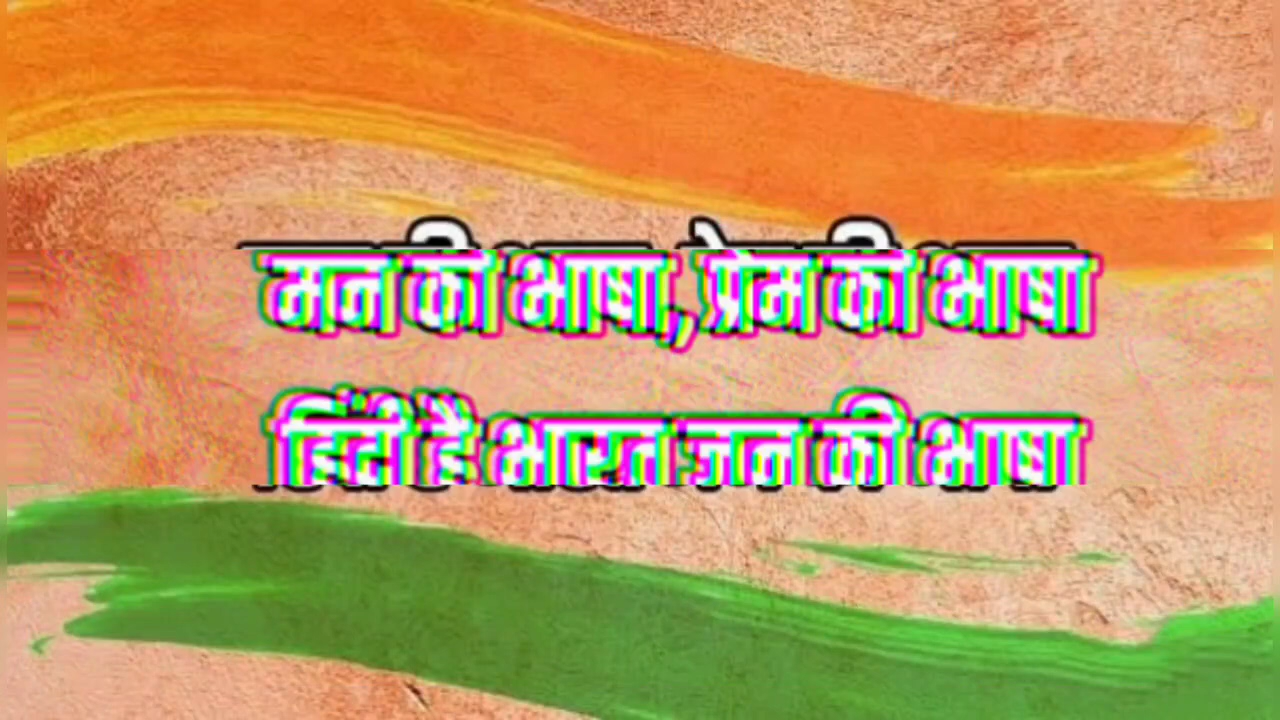 मन की भाषा, प्रेम की भाषा
हिंदी है भारत जन की भाषा